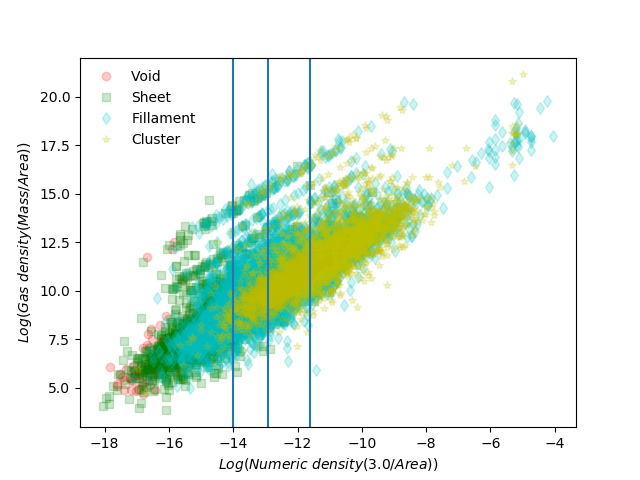 Void
Sheet
Fillament
Cluster
20.0
17.5
15.0
12.5
10.0
7.5
5.0
Log(Gas density(Mass/Area))
−18 −16 −14 −12 −10 −8 −6 −4
Log(Numeric density(3.0/Area))